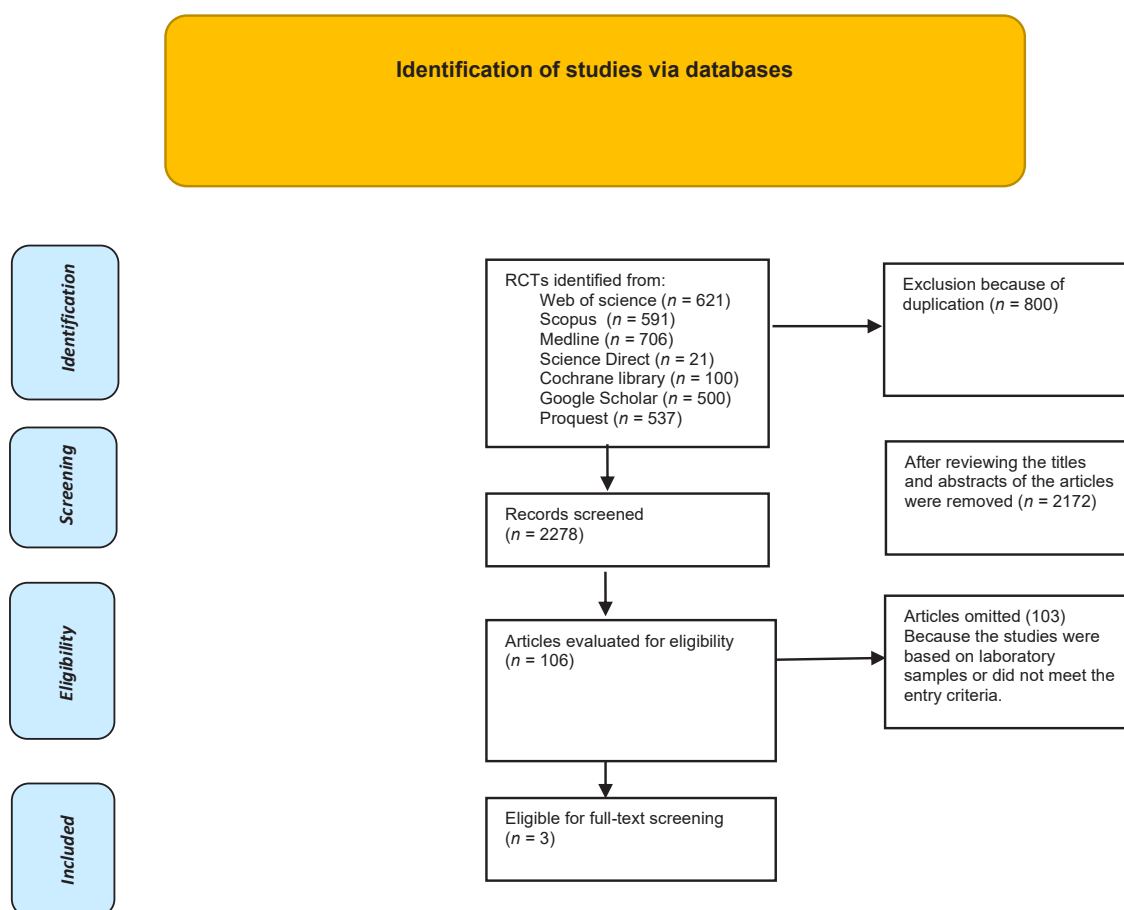 Identification of studies via databases
Identification
RCTs identified from:
Web of science (n = 621)
Scopus (n = 591)
Medline (n = 706)
Science Direct (n = 21)
Cochrane library (n = 100)
Google Scholar (n = 500)
Proquest (n = 537)
Exclusion because of
duplication (n = 800)
Screening
Records screened
(n = 2278)
After reviewing the titles
and abstracts of the articles
were removed (n = 2172)
Eligibility
Articles evaluated for eligibility
(n = 106)
Articles omitted (103)
Because the studies were
based on laboratory
samples or did not meet the
entry criteria.
Included
Eligible for full-text screening
(n = 3)